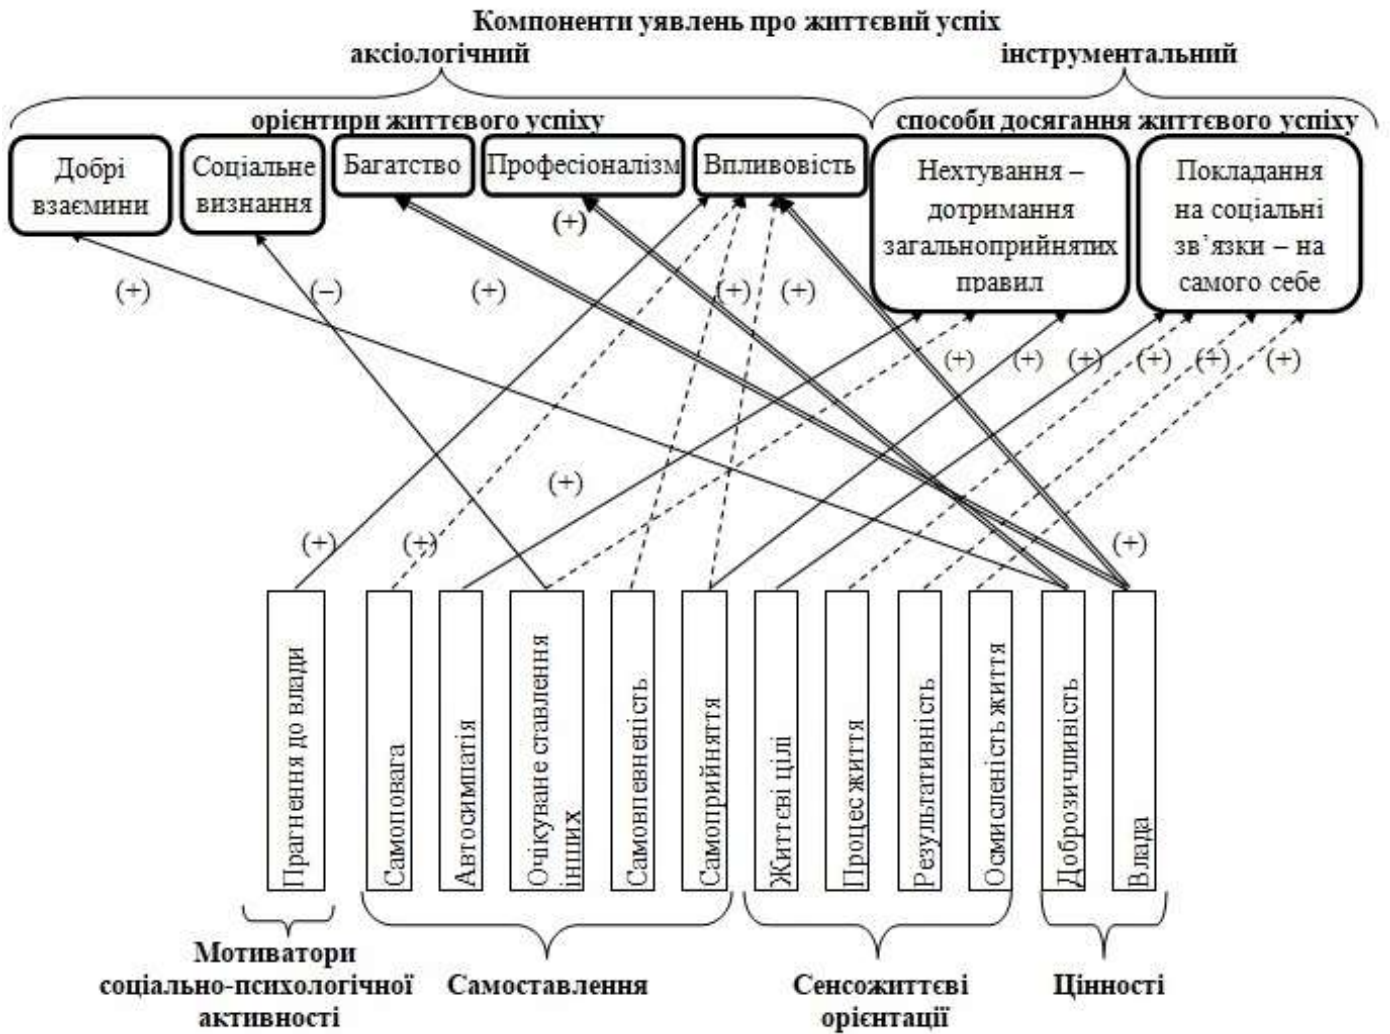 Компоненти уявлень про життєвий успіх
аксіологічний
інструментальний
орієнтири життєвого успіху
способи досягання життєвого успіху
Добрі
взаємини
Соціальне
визнання
Багатство
Професіоналізм
Впливовість
Нехтування –
дотримання
загальноприйнятих
правил
Покладання
на соціальні
зв’язки – на
самого себе
(+)
(+)
(–)
(+)
(+)
(+)
(+)
(+)
(+)
(+)
(+)
(+)
(+)
(+)
(+)
(+)
Прагнення до влади
Самоповага
Автосимпатія
Очікуване ставлення
інших
Самовпевненість
Самоприйняття
Життєві цілі
Процес життя
Результативність
Осмисленість життя
Доброзичливість
Влада
Мотиватори
соціально-психологічної
активності
Самоставлення
Сенсожиттєві
орієнтації
Цінності